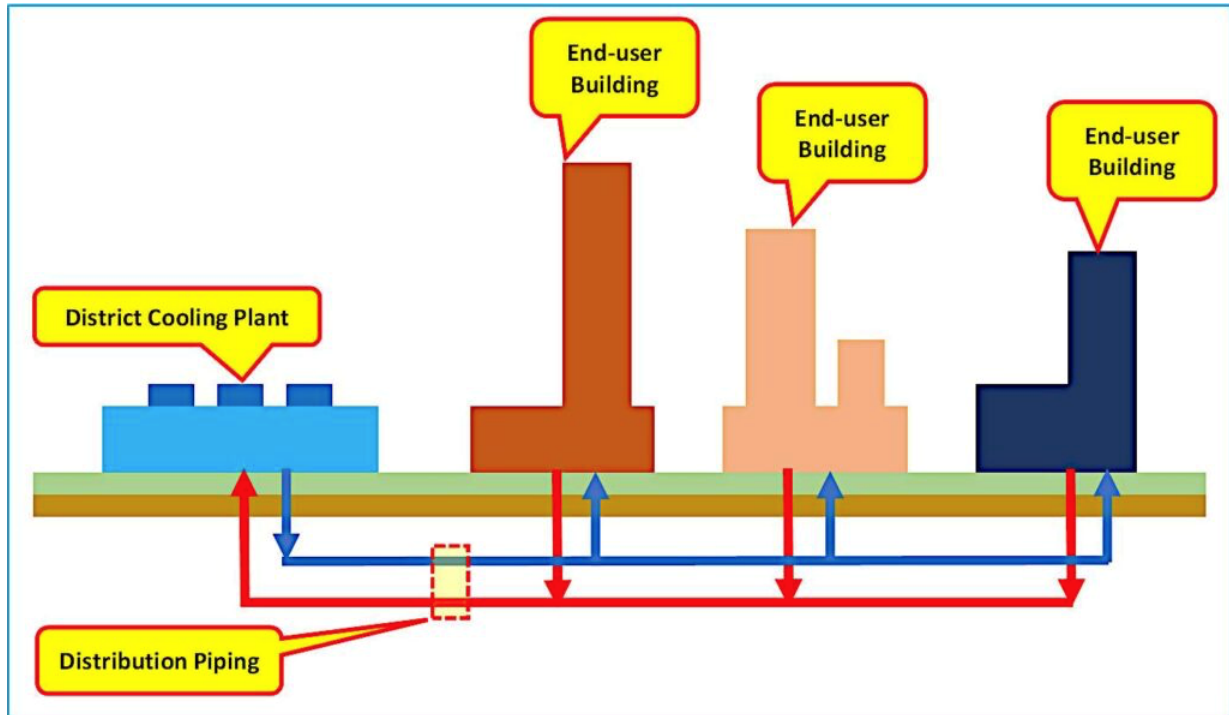 End-user
Building
End-user
Building
End-user
Building
District Cooling Plant
Distribution Piping